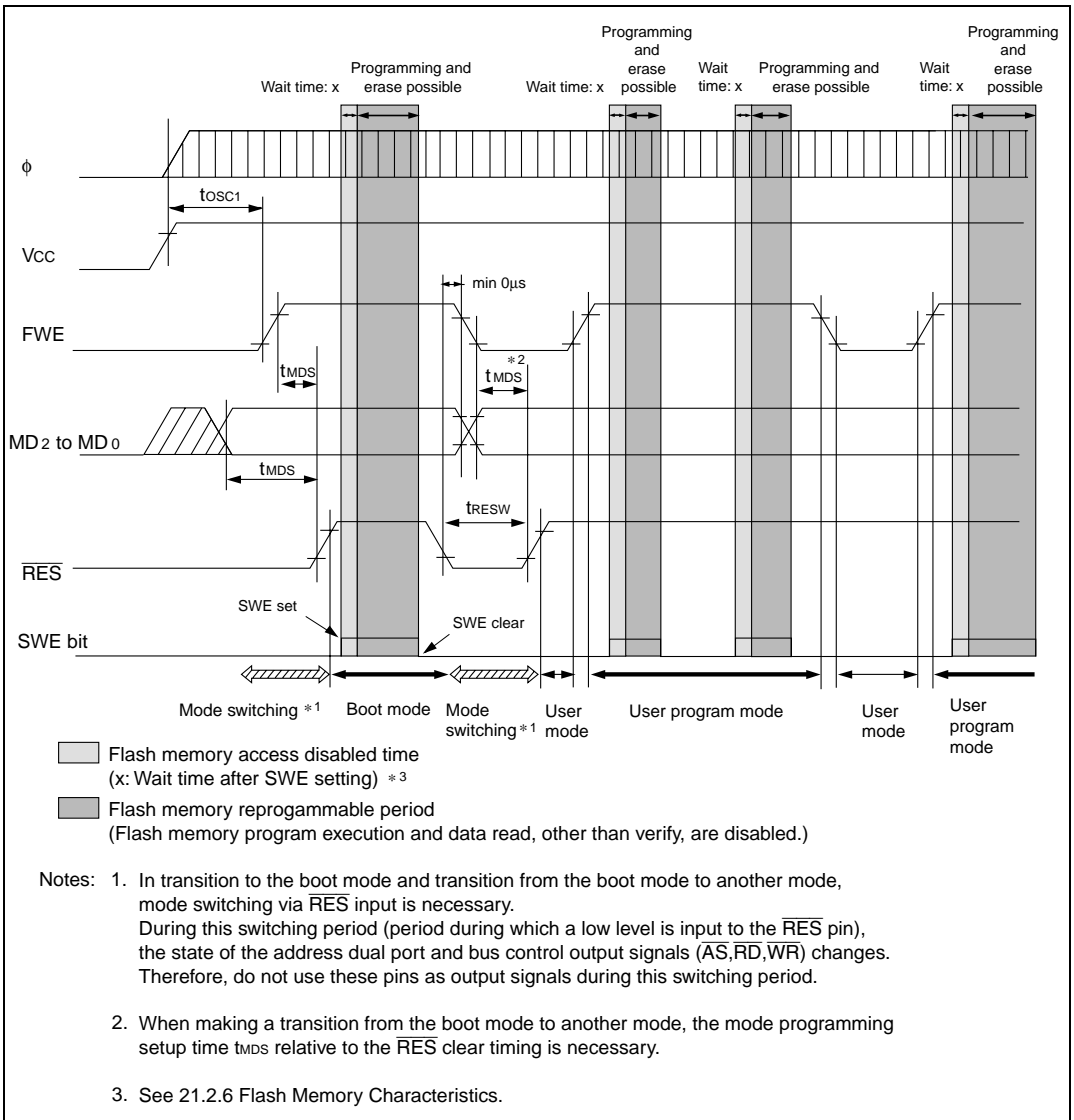 Programming
and
erase
possible
Programming
and
erase
possible
Wait time: x
Programming and
erase possible
Wait time: x
Wait
time: x
Programming and
erase possible
Wait
time: x
ϕ
tOSC1
VCC
min 0μs
FWE
tMDS
*2
tMDS
MD2 to MD0
tMDS
tRESW
RES
SWE set
SWE clear
SWE bit
Mode switching *1
Boot mode
Mode
switching *1
User
mode
User program mode
User
mode
User
program
mode
Flash memory access disabled time
(x: Wait time after SWE setting) *3
Flash memory reprogammable period
(Flash memory program execution and data read, other than verify, are disabled.)
Notes: 1. In transition to the boot mode and transition from the boot mode to another mode,
mode switching via RES input is necessary.
During this switching period (period during which a low level is input to the RES pin),
the state of the address dual port and bus control output signals (AS,RD,WR) changes.
Therefore, do not use these pins as output signals during this switching period.
2. When making a transition from the boot mode to another mode, the mode programming
setup time tMDS relative to the RES clear timing is necessary.
3. See 21.2.6 Flash Memory Characteristics.